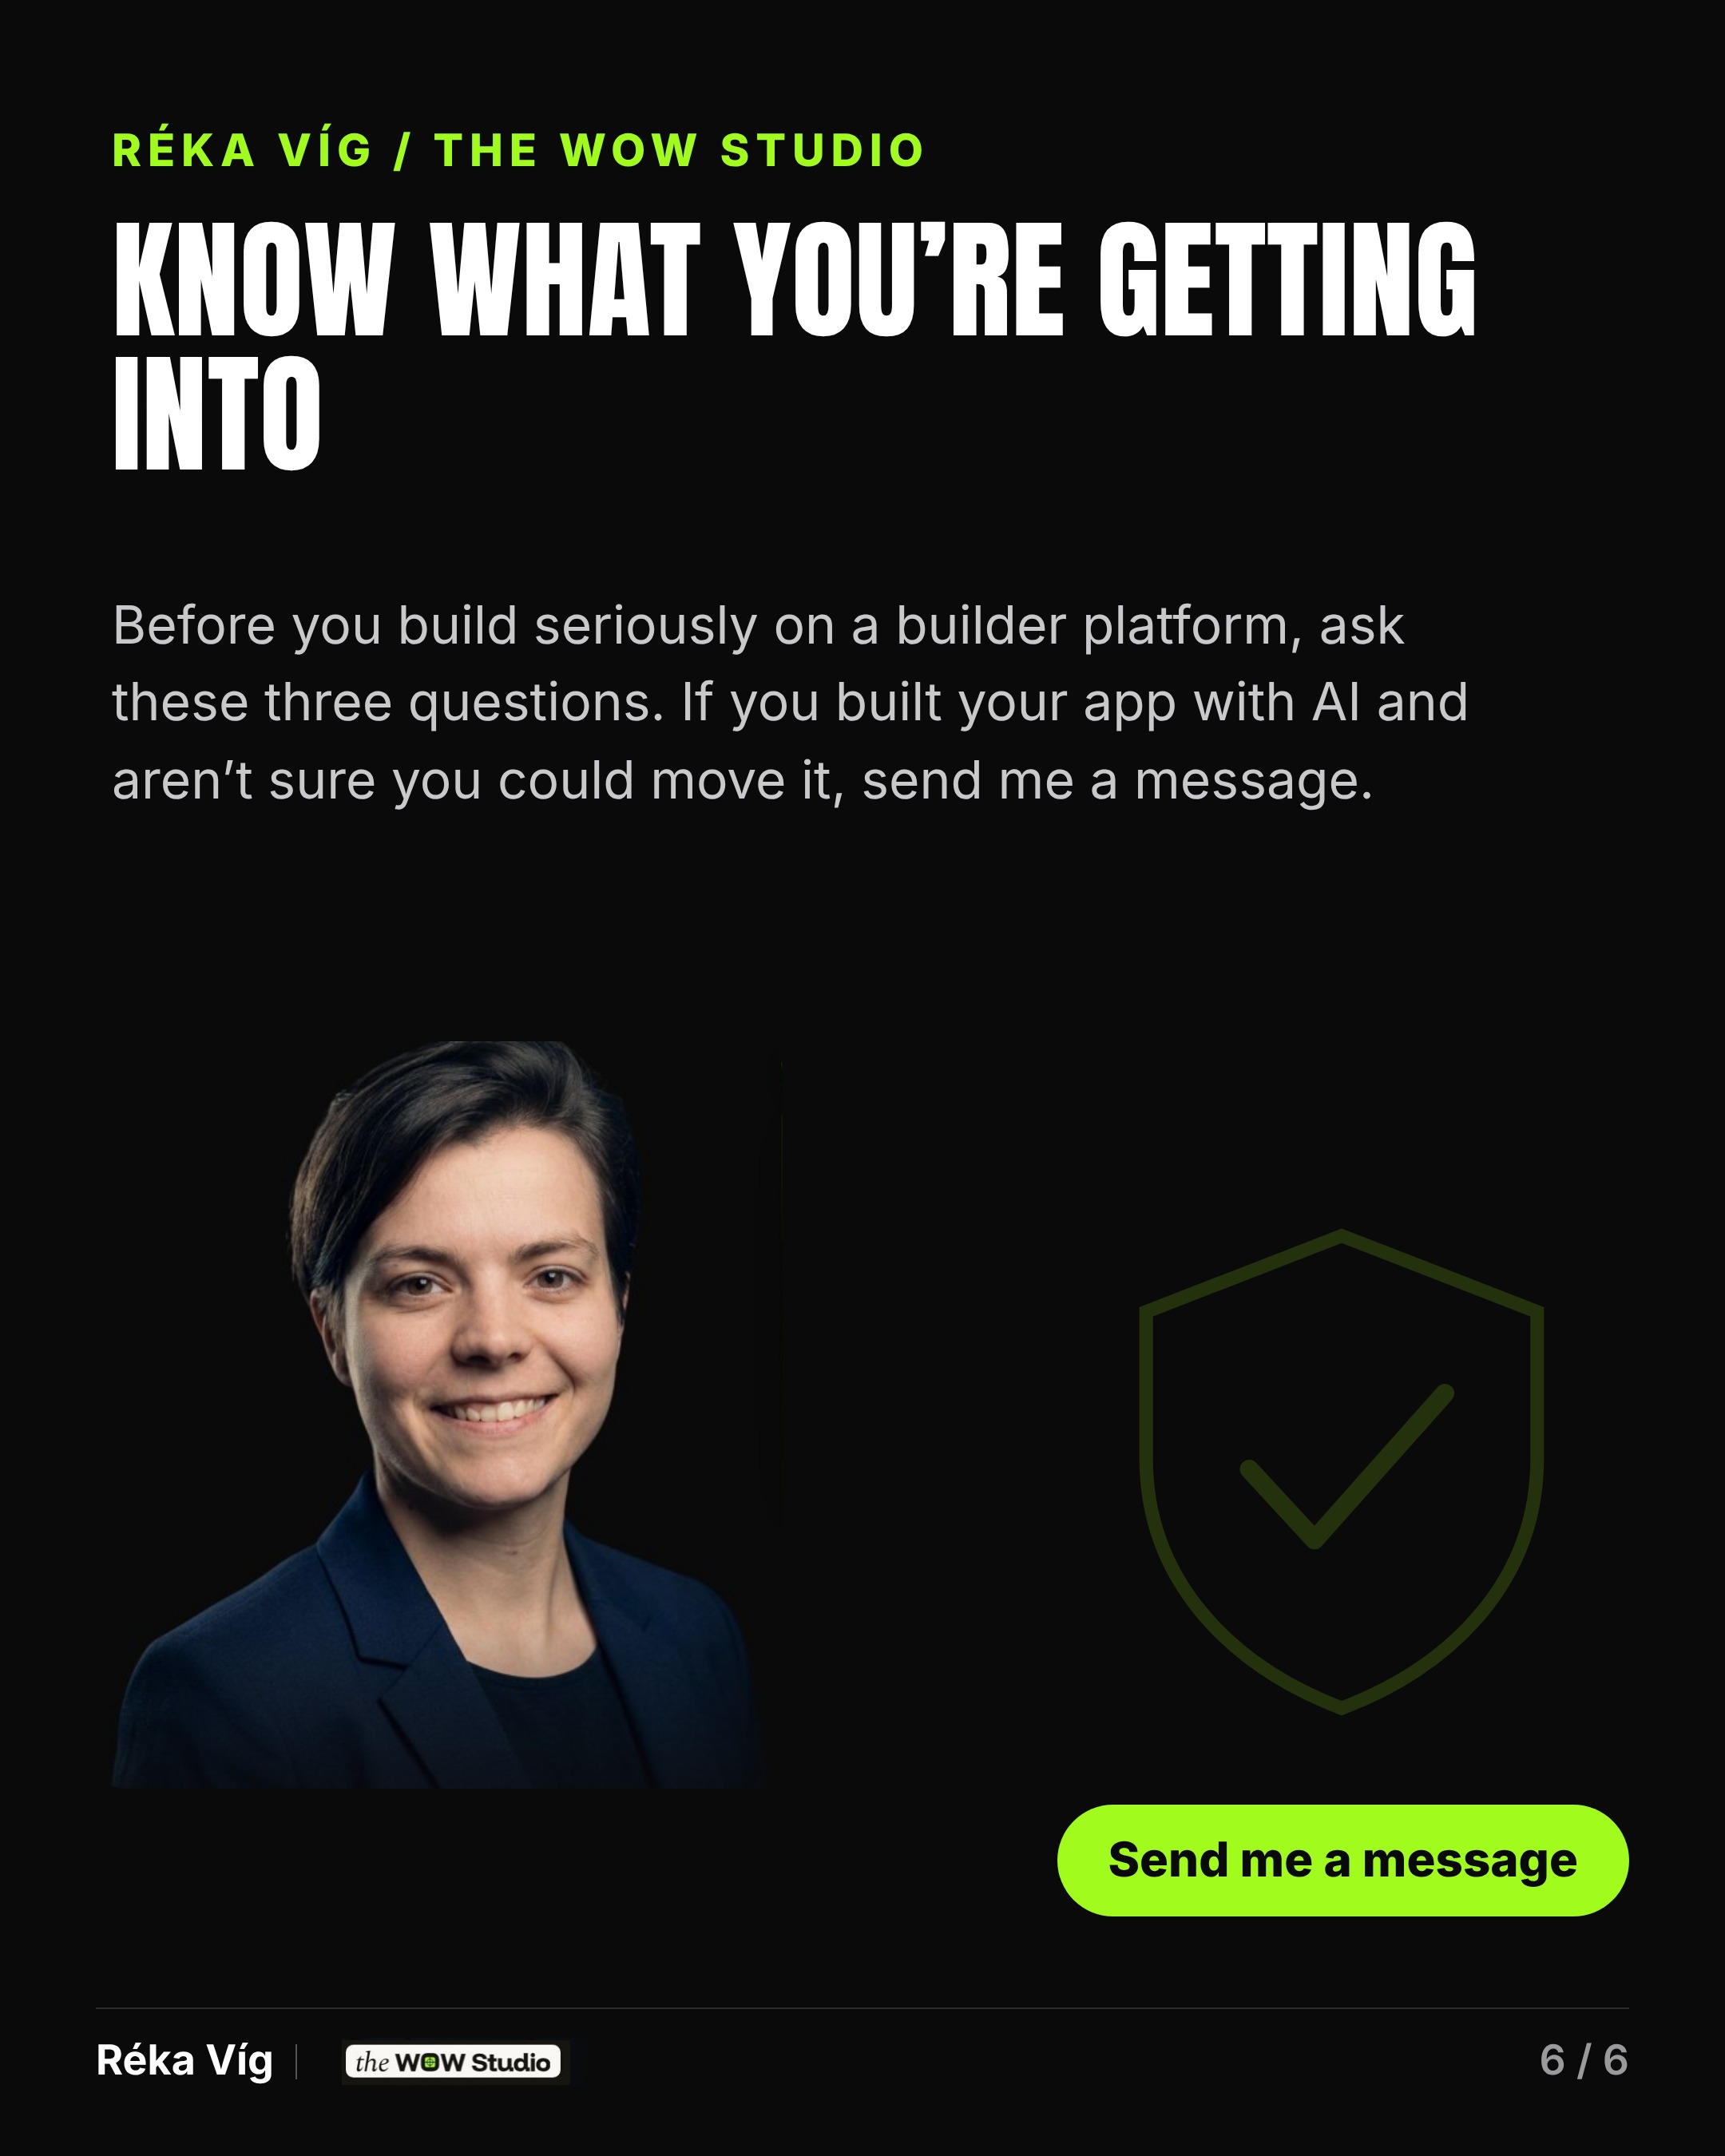 RÉKA VÍG / THE WOW STUDIO
KNOW WHAT YOU’RE GETTING
INTO
Before you build seriously on a builder platform, ask
these three questions. If you built your app with AI and
aren’t sure you could move it, send me a message.
Send me a message
Réka Víg
the WOW Studio
6 / 6